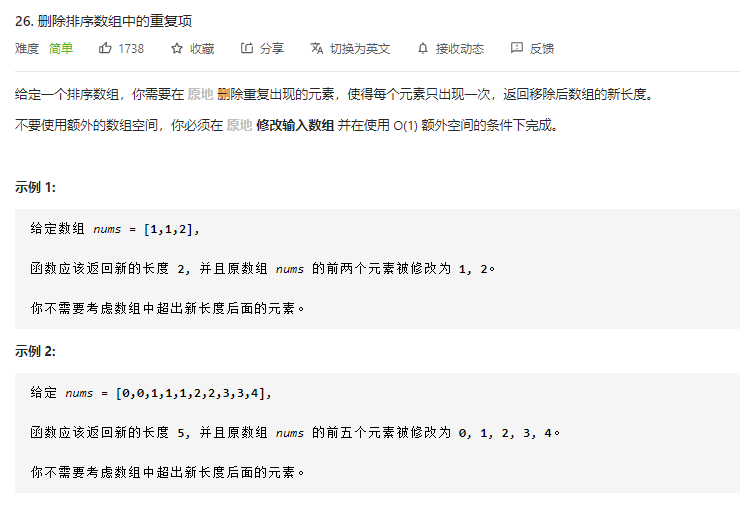 26. 删除排序数组中的重复项
难度 简单 1738 收藏 分享 切换为英文 接收动态 反馈
给定一个排序数组，你需要在 原地 删除重复出现的元素，使得每个元素只出现一次，返回移除后数组的新长度。
不要使用额外的数组空间，你必须在 原地 修改输入数组 并在使用 O(1) 额外空间的条件下完成。
示例 1:
给定数组 nums = [1,1,2],
函数应该返回新的长度 2, 并且原数组 nums 的前两个元素被修改为 1, 2。
你不需要考虑数组中超出新长度后面的元素。
示例 2:
给定 nums = [0,0,1,1,1,2,2,3,3,4],
函数应该返回新的长度 5, 并且原数组 nums 的前五个元素被修改为 0, 1, 2, 3, 4。
你不需要考虑数组中超出新长度后面的元素。